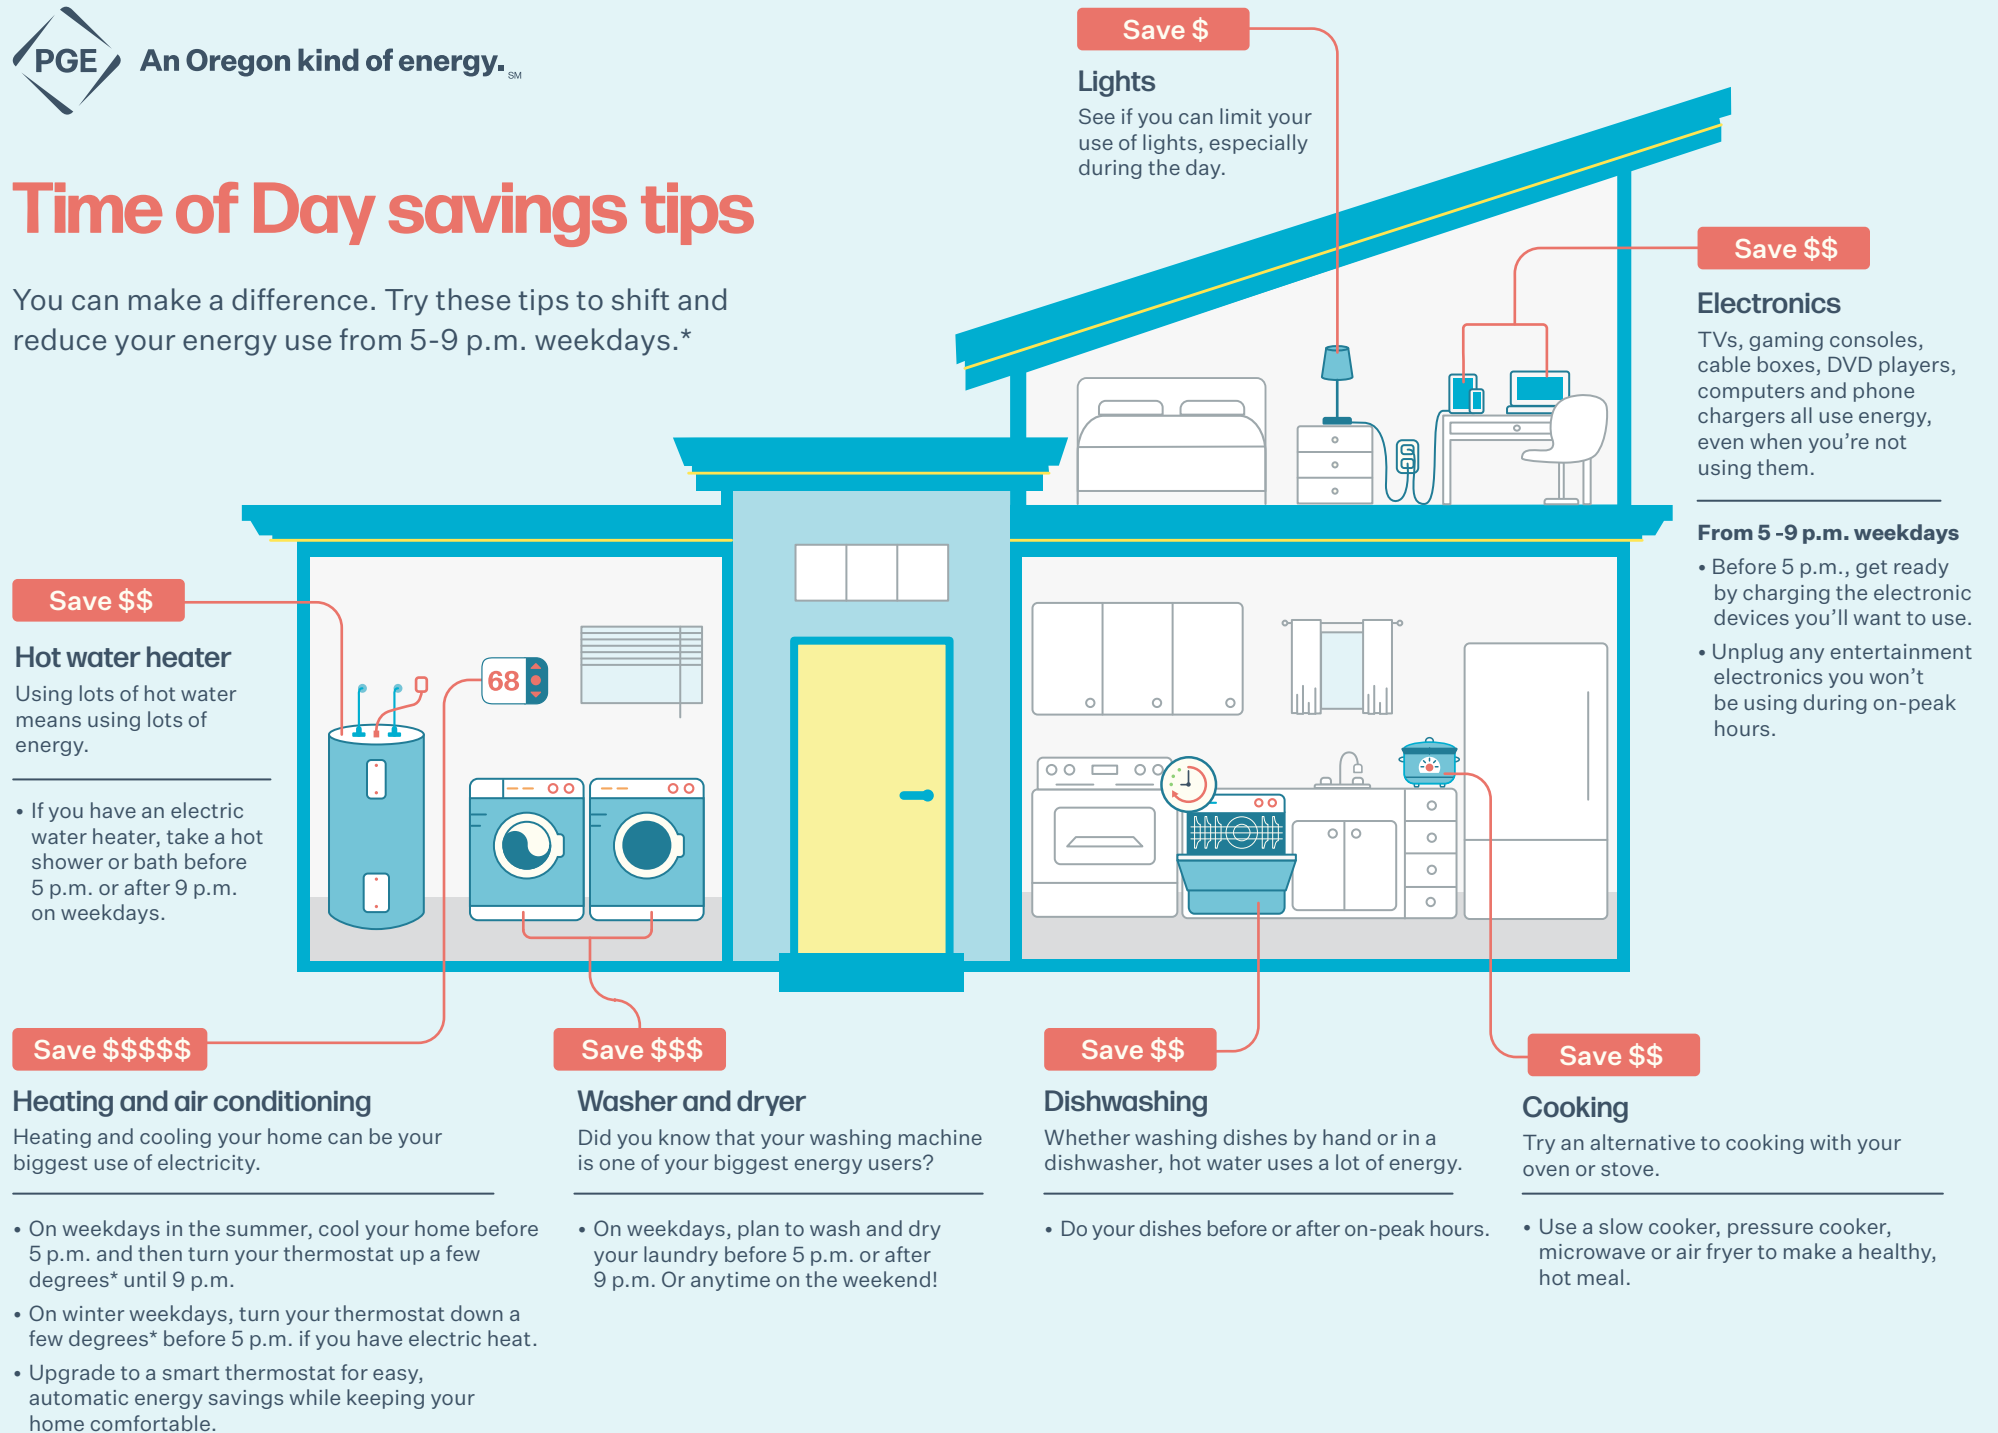 PGE
An Oregon kind of energy. SM
Time of Day savings tips
You can make a difference. Try these tips to shift and
reduce your energy use from 5-9 p.m. weekdays.*
Save $
Lights
See if you can limit your
use of lights, especially
during the day.
Save $$
Electronics
TVs, gaming consoles,
cable boxes, DVD players,
computers and phone
chargers all use energy,
even when you're not
using them.
From 5 -9 p.m. weekdays
• Before 5 p.m., get ready
by charging the electronic
devices you'll want to use.
• Unplug any entertainment
electronics you won't
be using during on-peak
hours.
Save $$
Hot water heater
Using lots of hot water
means using lots of
energy.
• If you have an electric
water heater, take a hot
shower or bath before
5 p.m. or after 9 p.m.
on weekdays.
68
Save $$$$$
Heating and air conditioning
Heating and cooling your home can be your
biggest use of electricity.
• On weekdays in the summer, cool your home before
5 p.m. and then turn your thermostat up a few
degrees* until 9 p.m.
• On winter weekdays, turn your thermostat down a
few degrees* before 5 p.m. if you have electric heat.
• Upgrade to a smart thermostat for easy,
automatic energy savings while keeping your
home comfortable.
Save $$$
Washer and dryer
Did you know that your washing machine
is one of your biggest energy users?
• On weekdays, plan to wash and dry
your laundry before 5 p.m. or after
9 p.m. Or anytime on the weekend!
Save $$
Dishwashing
Whether washing dishes by hand or in a
dishwasher, hot water uses a lot of energy.
• Do your dishes before or after on-peak hours.
Save $$
Cooking
Try an alternative to cooking with your
oven or stove.
• Use a slow cooker, pressure cooker,
microwave or air fryer to make a healthy,
hot meal.